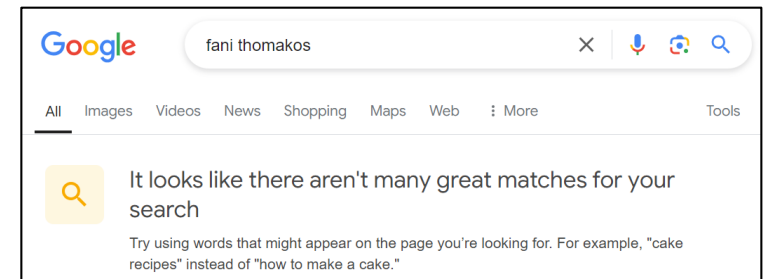 Google
fani thomakos
All Images Videos News Shopping Maps Web More Tools
It looks like there aren't many great matches for your
search
Try using words that might appear on the page you’re looking for. For example, "cake
recipes" instead of "how to make a cake."